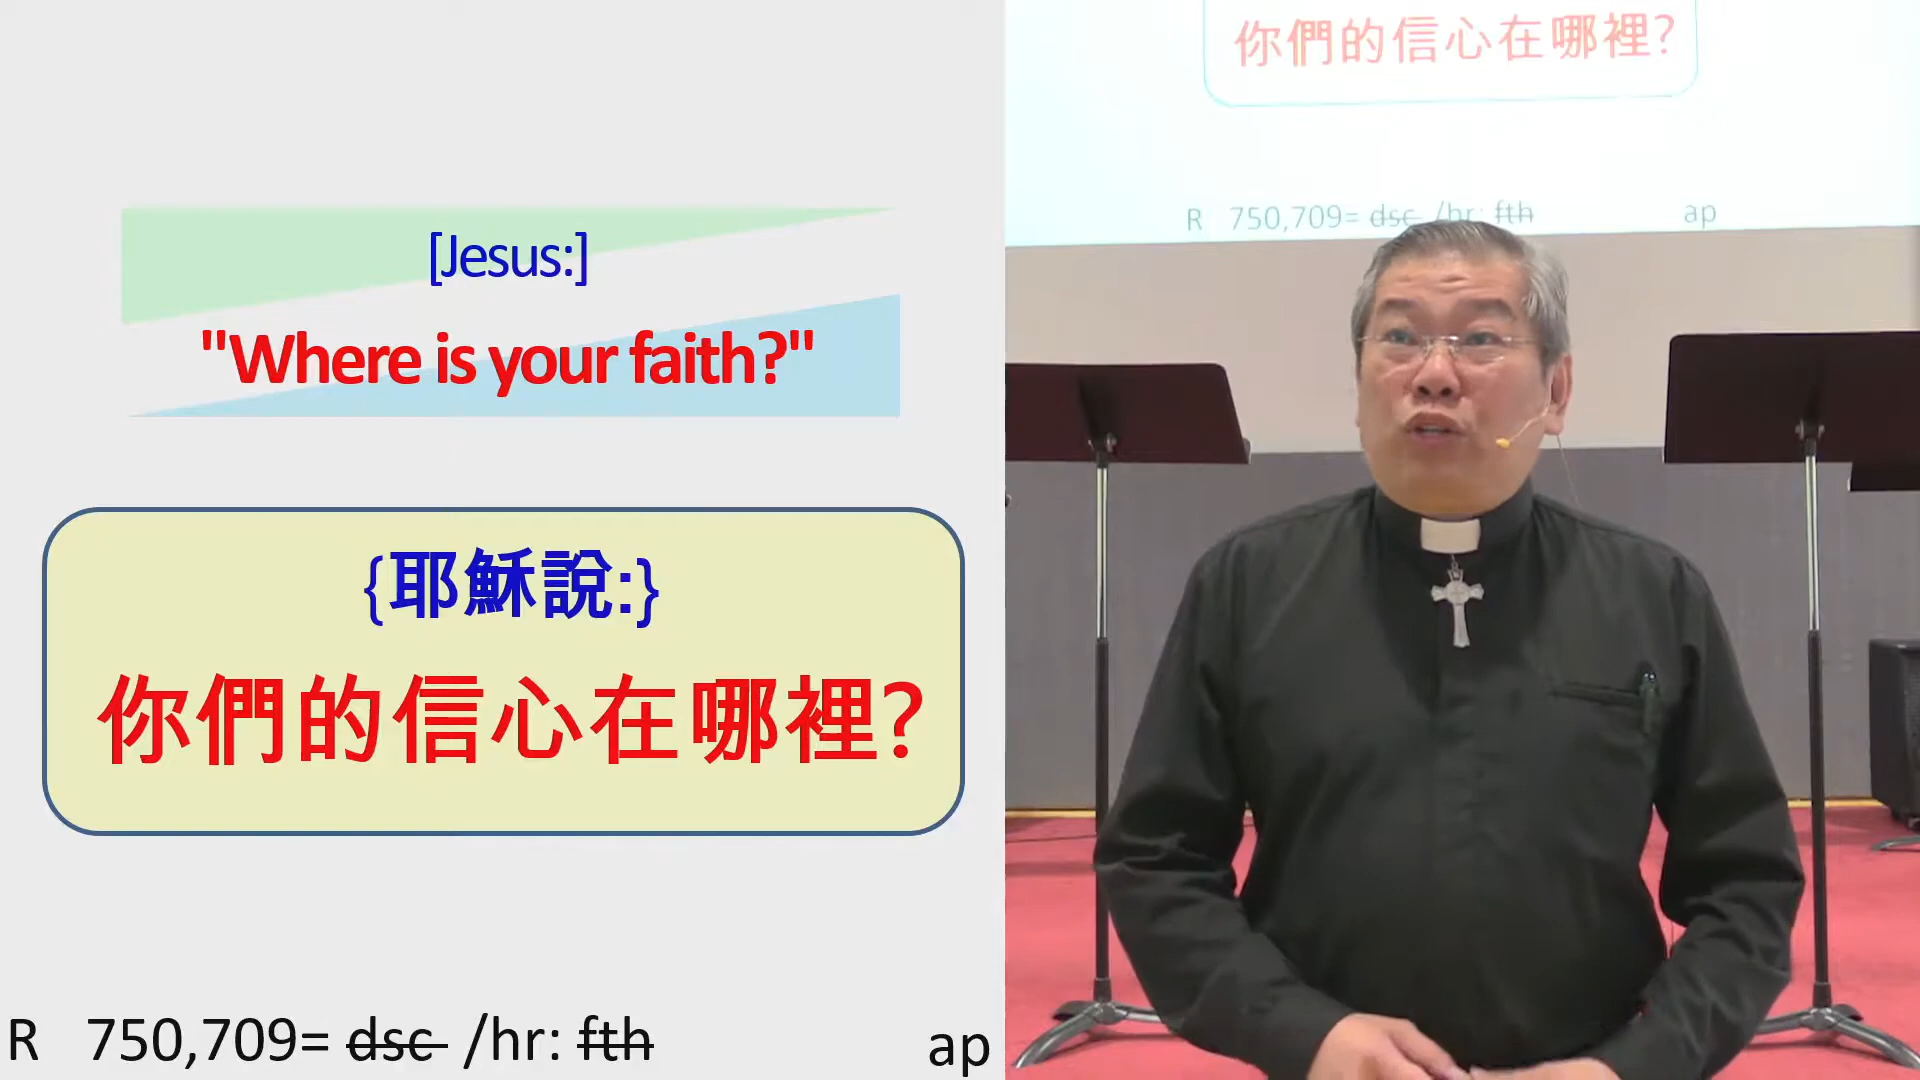 [Jesus:]
"Where is your faith?"
{耶穌說:}
你們的信心在哪裡?
R 750,709= dsc /hr: fth ap
你們的信心在哪裡?
R 750,709= dsc /hr: fth ap